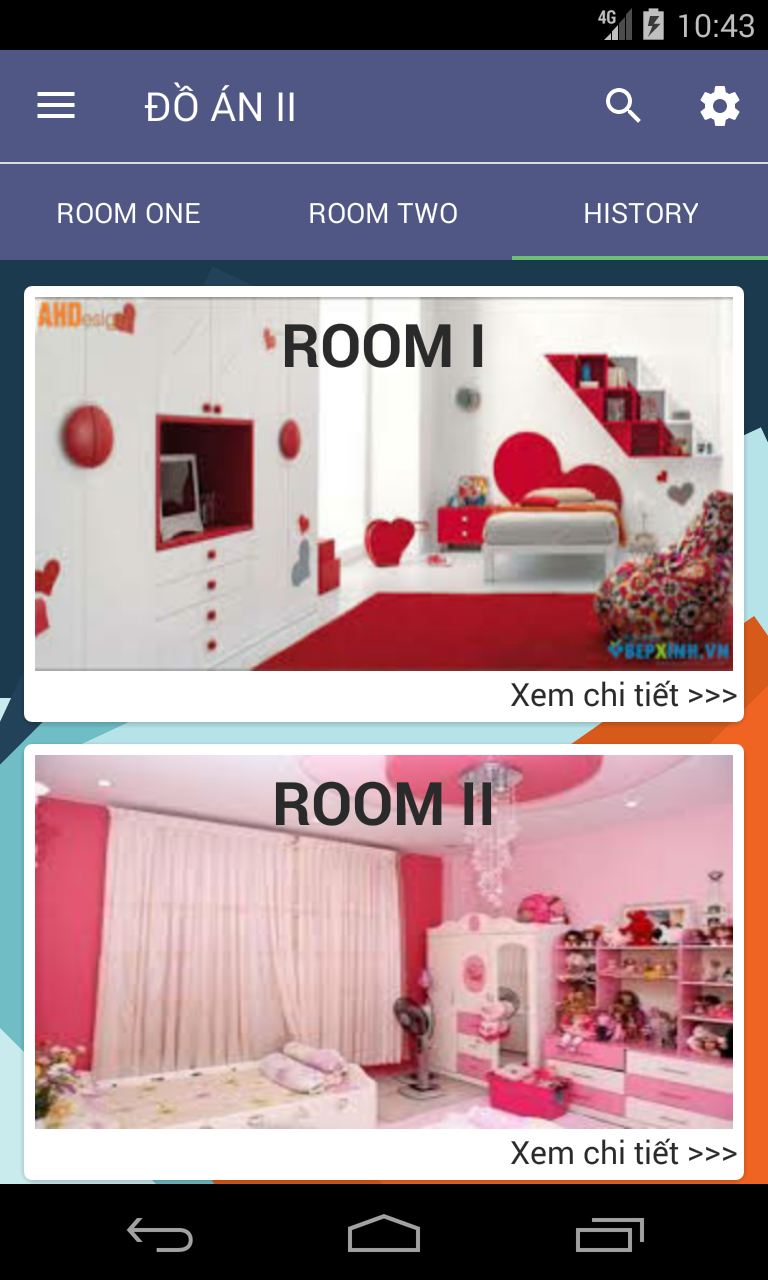 4G
10:43
ĐỒ ÁN II
ROOM ONE
ROOM TWO
HISTORY
AHDesign
ROOM I
BEPXINH.VN
Xem chi tiết >>>
ROOM II
Xem chi tiết >>>